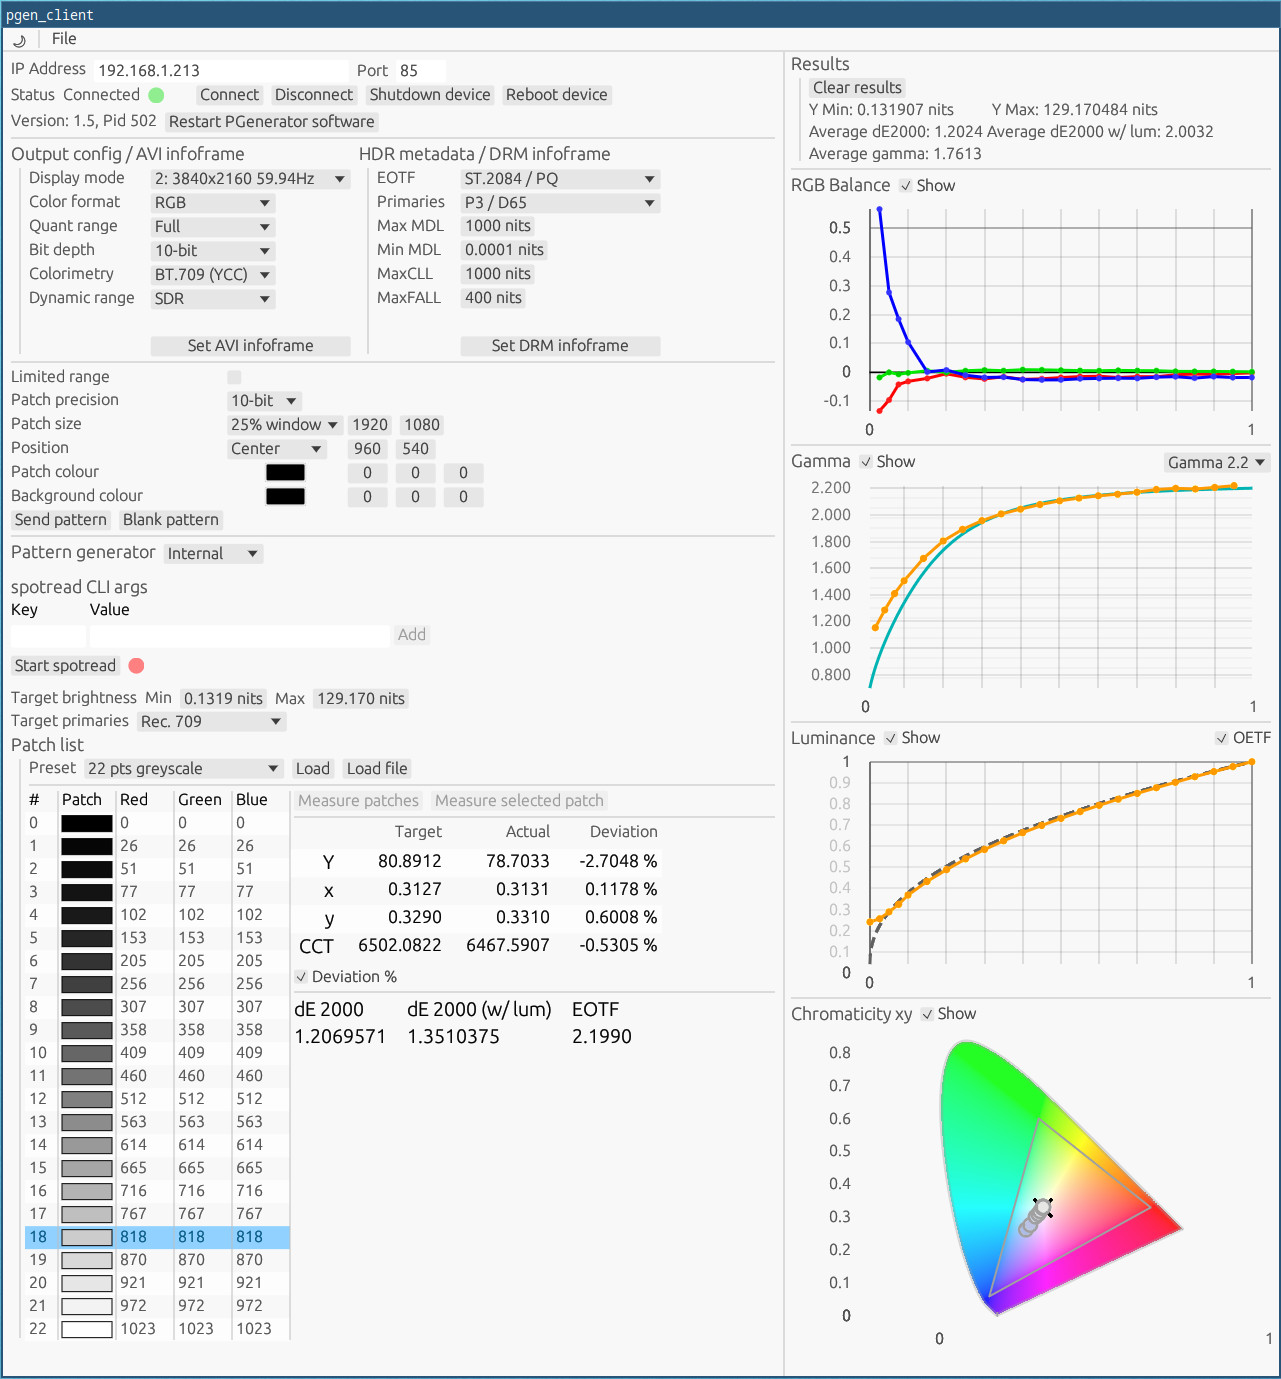 pgen_client
File
IP Address 192.168.1.213 Port 85
Status Connected Connect Disconnect Shutdown device Reboot device
Version: 1.5, Pid 502 Restart PGenerator software
Output config / AVI infoframe
Display mode 2: 3840x2160 59.94Hz
Color format RGB
Quant range Full
Bit depth 10-bit
Colorimetry BT.709 (YCC)
Dynamic range SDR
Set AVI infoframe
HDR metadata / DRM infoframe
EOTF ST.2084 / PQ
Primaries P3 / D65
Max MDL 1000 nits
Min MDL 0.0001 nits
MaxCLL 1000 nits
MaxFALL 400 nits
Set DRM infoframe
Limited range
Patch precision 10-bit
Patch size 25% window 1920 1080
Position Center 960 540
Patch colour 0 0 0
Background colour 0 0 0
Send pattern Blank pattern
Pattern generator Internal
spotread CLI args
Key Value
Add
Start spotread
Target brightness Min 0.1319 nits Max 129.170 nits
Target primaries Rec. 709
Patch list
Preset 22 pts greyscale Load Load file
# Patch Red Green Blue
0 0 0 0
1 26 26 26
2 51 51 51
3 77 77 77
4 102 102 102
5 153 153 153
6 205 205 205
7 256 256 256
8 307 307 307
9 358 358 358
10 409 409 409
11 460 460 460
12 512 512 512
13 563 563 563
14 614 614 614
15 665 665 665
16 716 716 716
17 767 767 767
18 818 818 818
19 870 870 870
20 921 921 921
21 972 972 972
22 1023 1023 1023
Measure patches Measure selected patch
Target Actual Deviation
Y 80.8912 78.7033 -2.7048 %
x 0.3127 0.3131 0.1178 %
y 0.3290 0.3310 0.6008 %
CCT 6502.0822 6467.5907 -0.5305 %
Deviation %
dE 2000 dE 2000 (w/ lum) EOTF
1.2069571 1.3510375 2.1990
Results
Clear results
Y Min: 0.131907 nits Y Max: 129.170484 nits
Average dE2000: 1.2024 Average dE2000 w/ lum: 2.0032
Average gamma: 1.7613
RGB Balance Show
0.5
0.4
0.3
0.2
0.1
0
-0.1
0 1
Gamma Show Gamma 2.2
2.200
2.000
1.800
1.600
1.400
1.200
1.000
0.800
0 1
Luminance Show OETF
1
0.9
0.8
0.7
0.6
0.5
0.4
0.3
0.2
0.1
0
0 1
Chromaticity xy Show
0.8
0.7
0.6
0.5
0.4
0.3
0.2
0.1
0
0 1